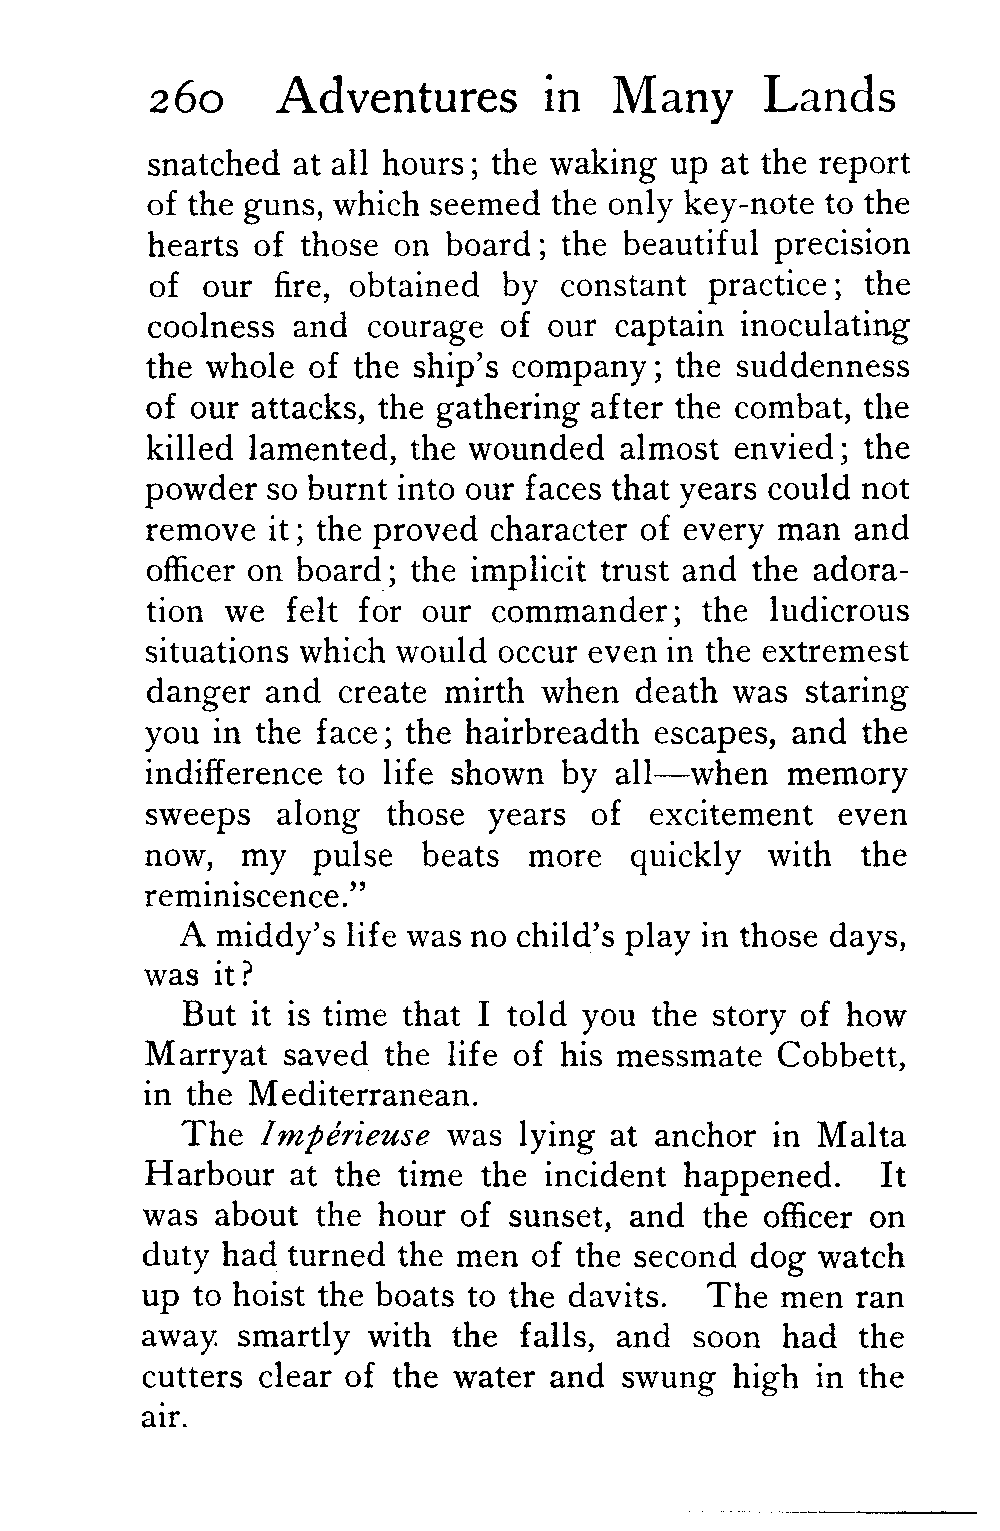 260 Adventures in Many Lands
snatched at all hours; the waking up at the report
of the guns, which seemed the only key-note to the
hearts of those on board; the beautiful precision
of our fire, obtained by constant practice; the
coolness and courage of our captain inoculating
the whole of the ship's company; the suddenness
of our attacks, the gathering after the combat, the
killed lamented, the wounded almost envied; the
powder so burnt into our faces that years could not
remove it; the proved character of every man and
officer on board; the implicit trust and the adora-
tion we felt for our commander; the ludicrous
situations which would occur even in the extremest
danger and create mirth when death was staring
you in the face; the hairbreadth escapes, and the
indifference to life shown by all—when memory
sweeps along those years of excitement even
now, my pulse beats more quickly with the
reminiscence."
A middy's life was no child's play in those days,
was it?
But it is time that I told you the story of how
Marryat saved the life of his messmate Cobbett,
in the Mediterranean.
The Impérieuse was lying at anchor in Malta
Harbour at the time the incident happened. It
was about the hour of sunset, and the officer on
duty had turned the men of the second dog watch
up to hoist the boats to the davits. The men ran
away smartly with the falls, and soon had the
cutters clear of the water and swung high in the
air.